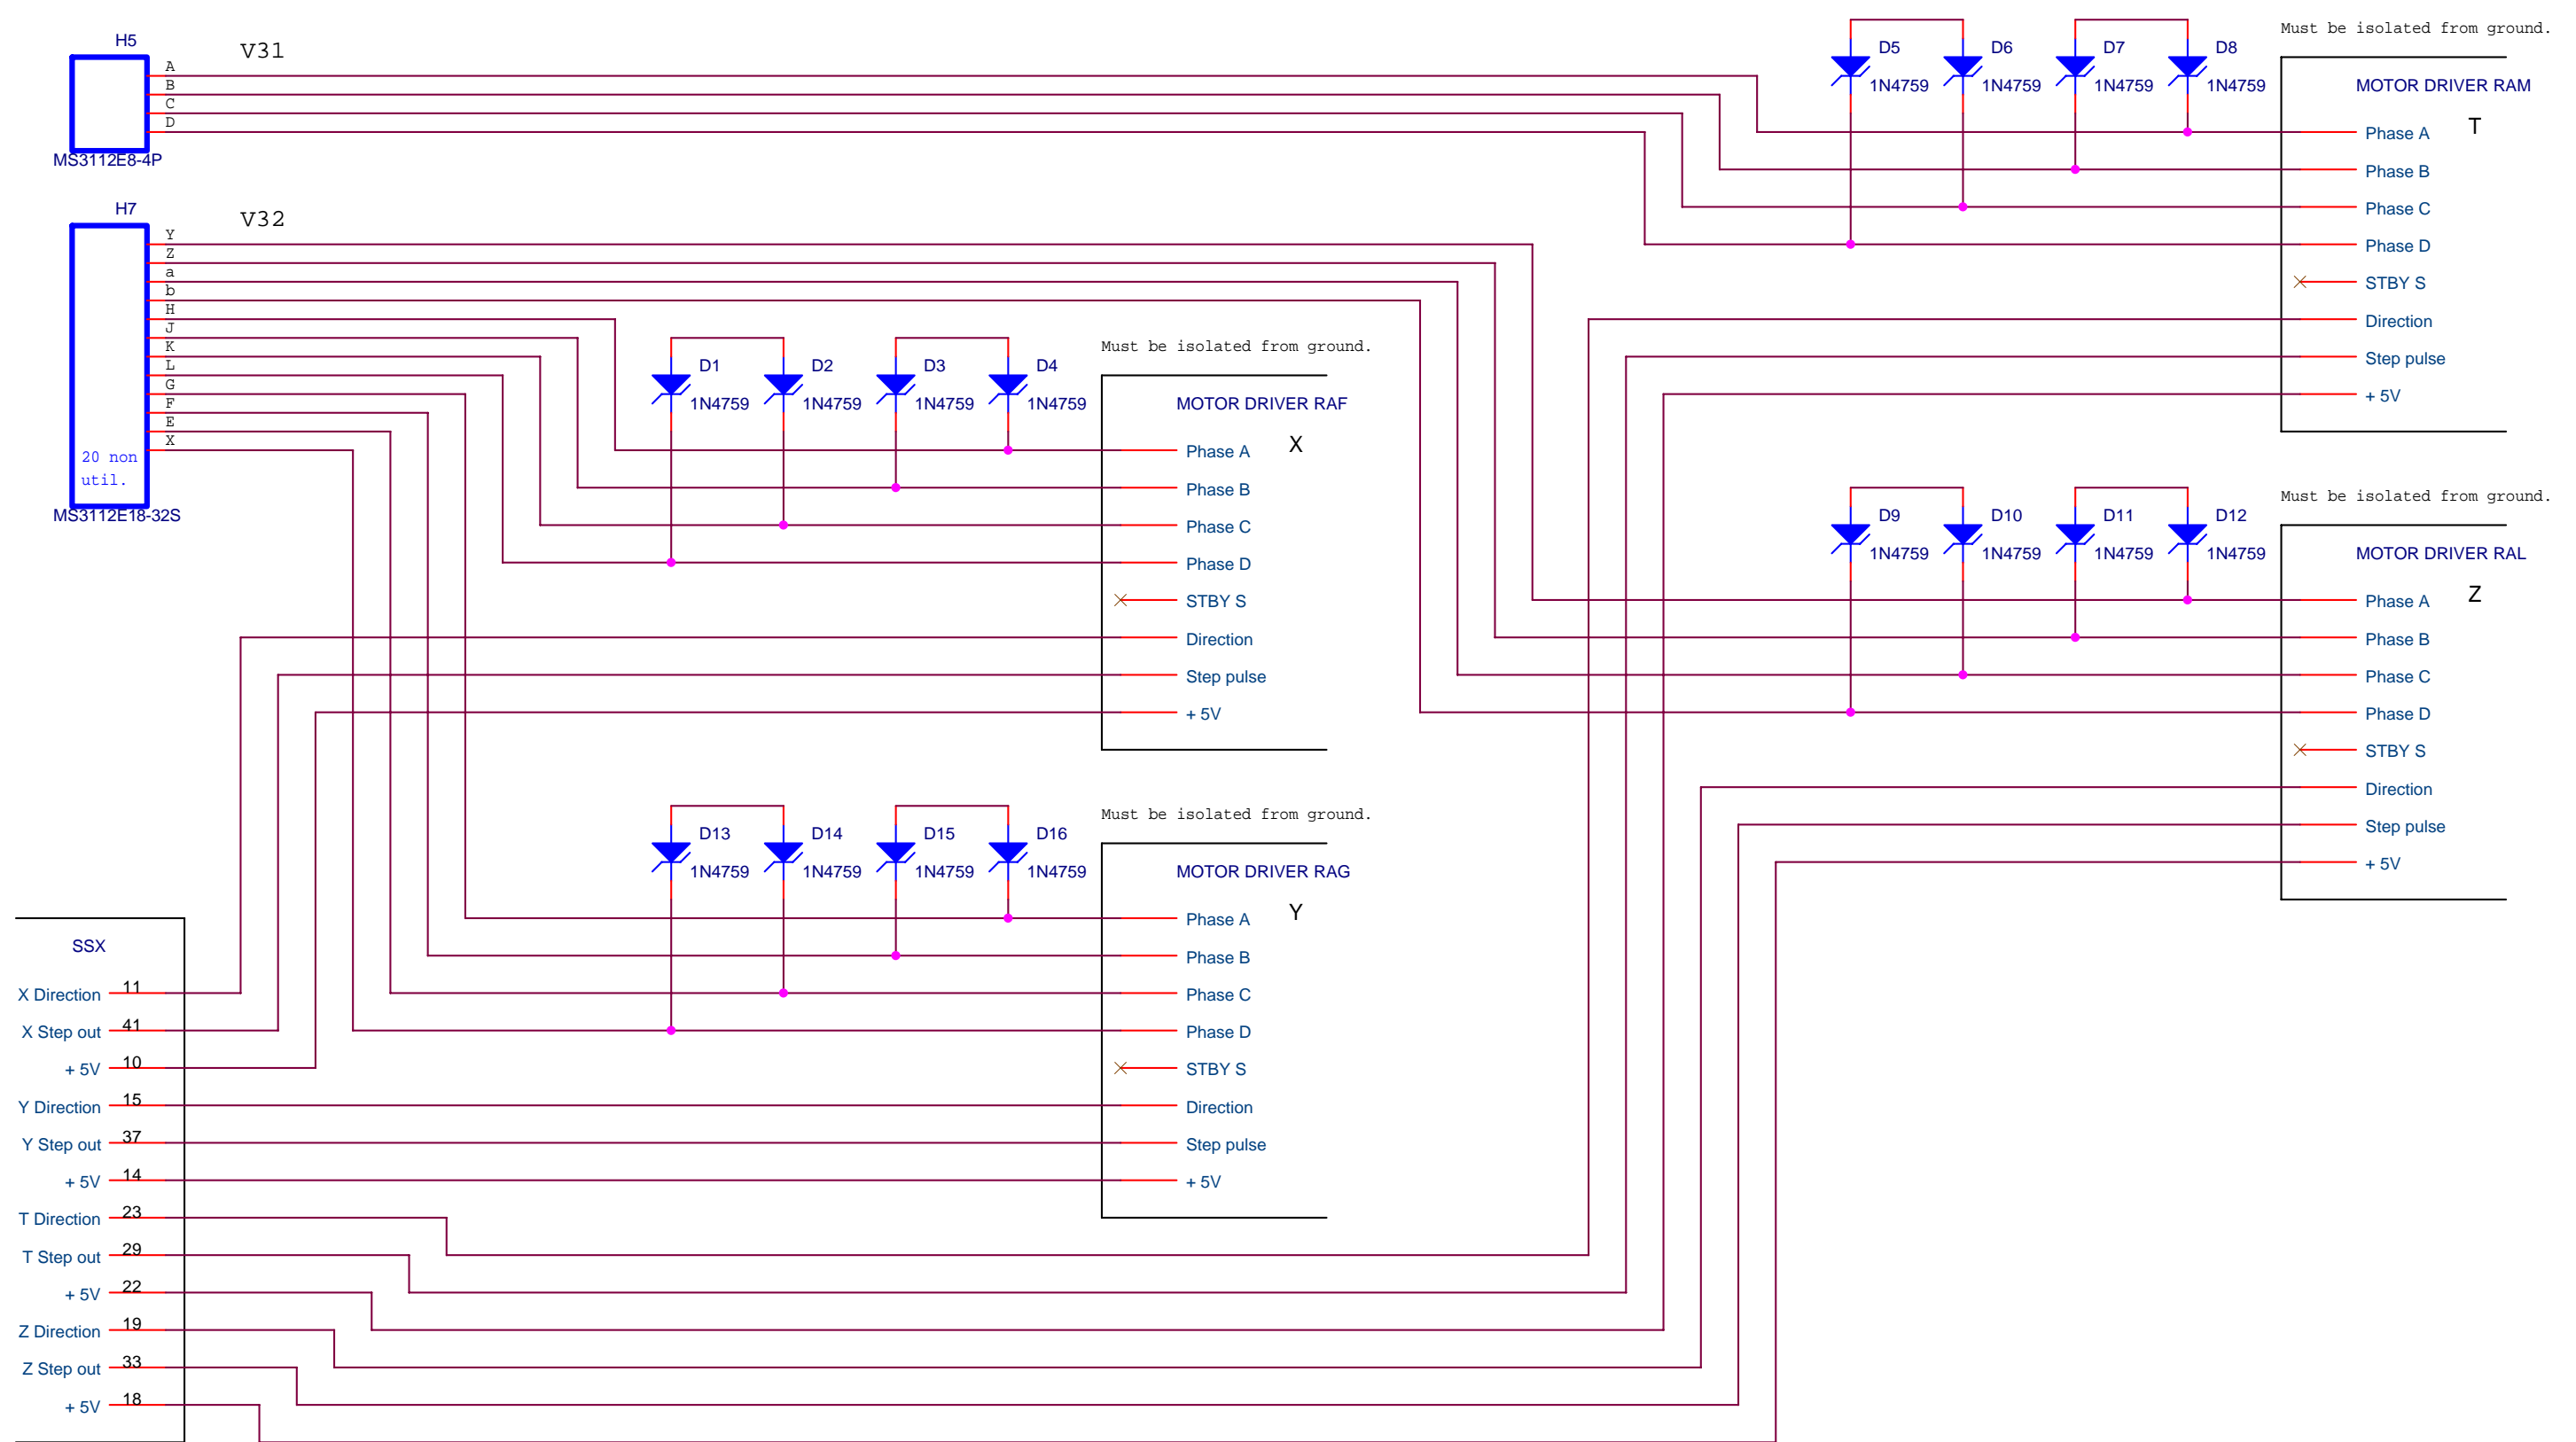 H5
V31
A
B
C
D
MS3112E8-4P
H7
V32
Y
Z
a
b
H
J
K
L
G
F
E
X
20 non
util.
MS3112E18-32S
D1
1N4759
D2
1N4759
D3
1N4759
D4
1N4759
Must be isolated from ground.
MOTOR DRIVER RAF
X
Phase A
Phase B
Phase C
Phase D
STBY S
Direction
Step pulse
+ 5V
D13
1N4759
D14
1N4759
D15
1N4759
D16
1N4759
Must be isolated from ground.
MOTOR DRIVER RAG
Y
Phase A
Phase B
Phase C
Phase D
STBY S
Direction
Step pulse
+ 5V
D5
1N4759
D6
1N4759
D7
1N4759
D8
1N4759
Must be isolated from ground.
MOTOR DRIVER RAM
T
Phase A
Phase B
Phase C
Phase D
STBY S
Direction
Step pulse
+ 5V
D9
1N4759
D10
1N4759
D11
1N4759
D12
1N4759
Must be isolated from ground.
MOTOR DRIVER RAL
Z
Phase A
Phase B
Phase C
Phase D
STBY S
Direction
Step pulse
+ 5V
SSX
X Direction 11
X Step out 41
+ 5V 10
Y Direction 15
Y Step out 37
+ 5V 14
T Direction 23
T Step out 29
+ 5V 22
Z Direction 19
Z Step out 33
+ 5V 18